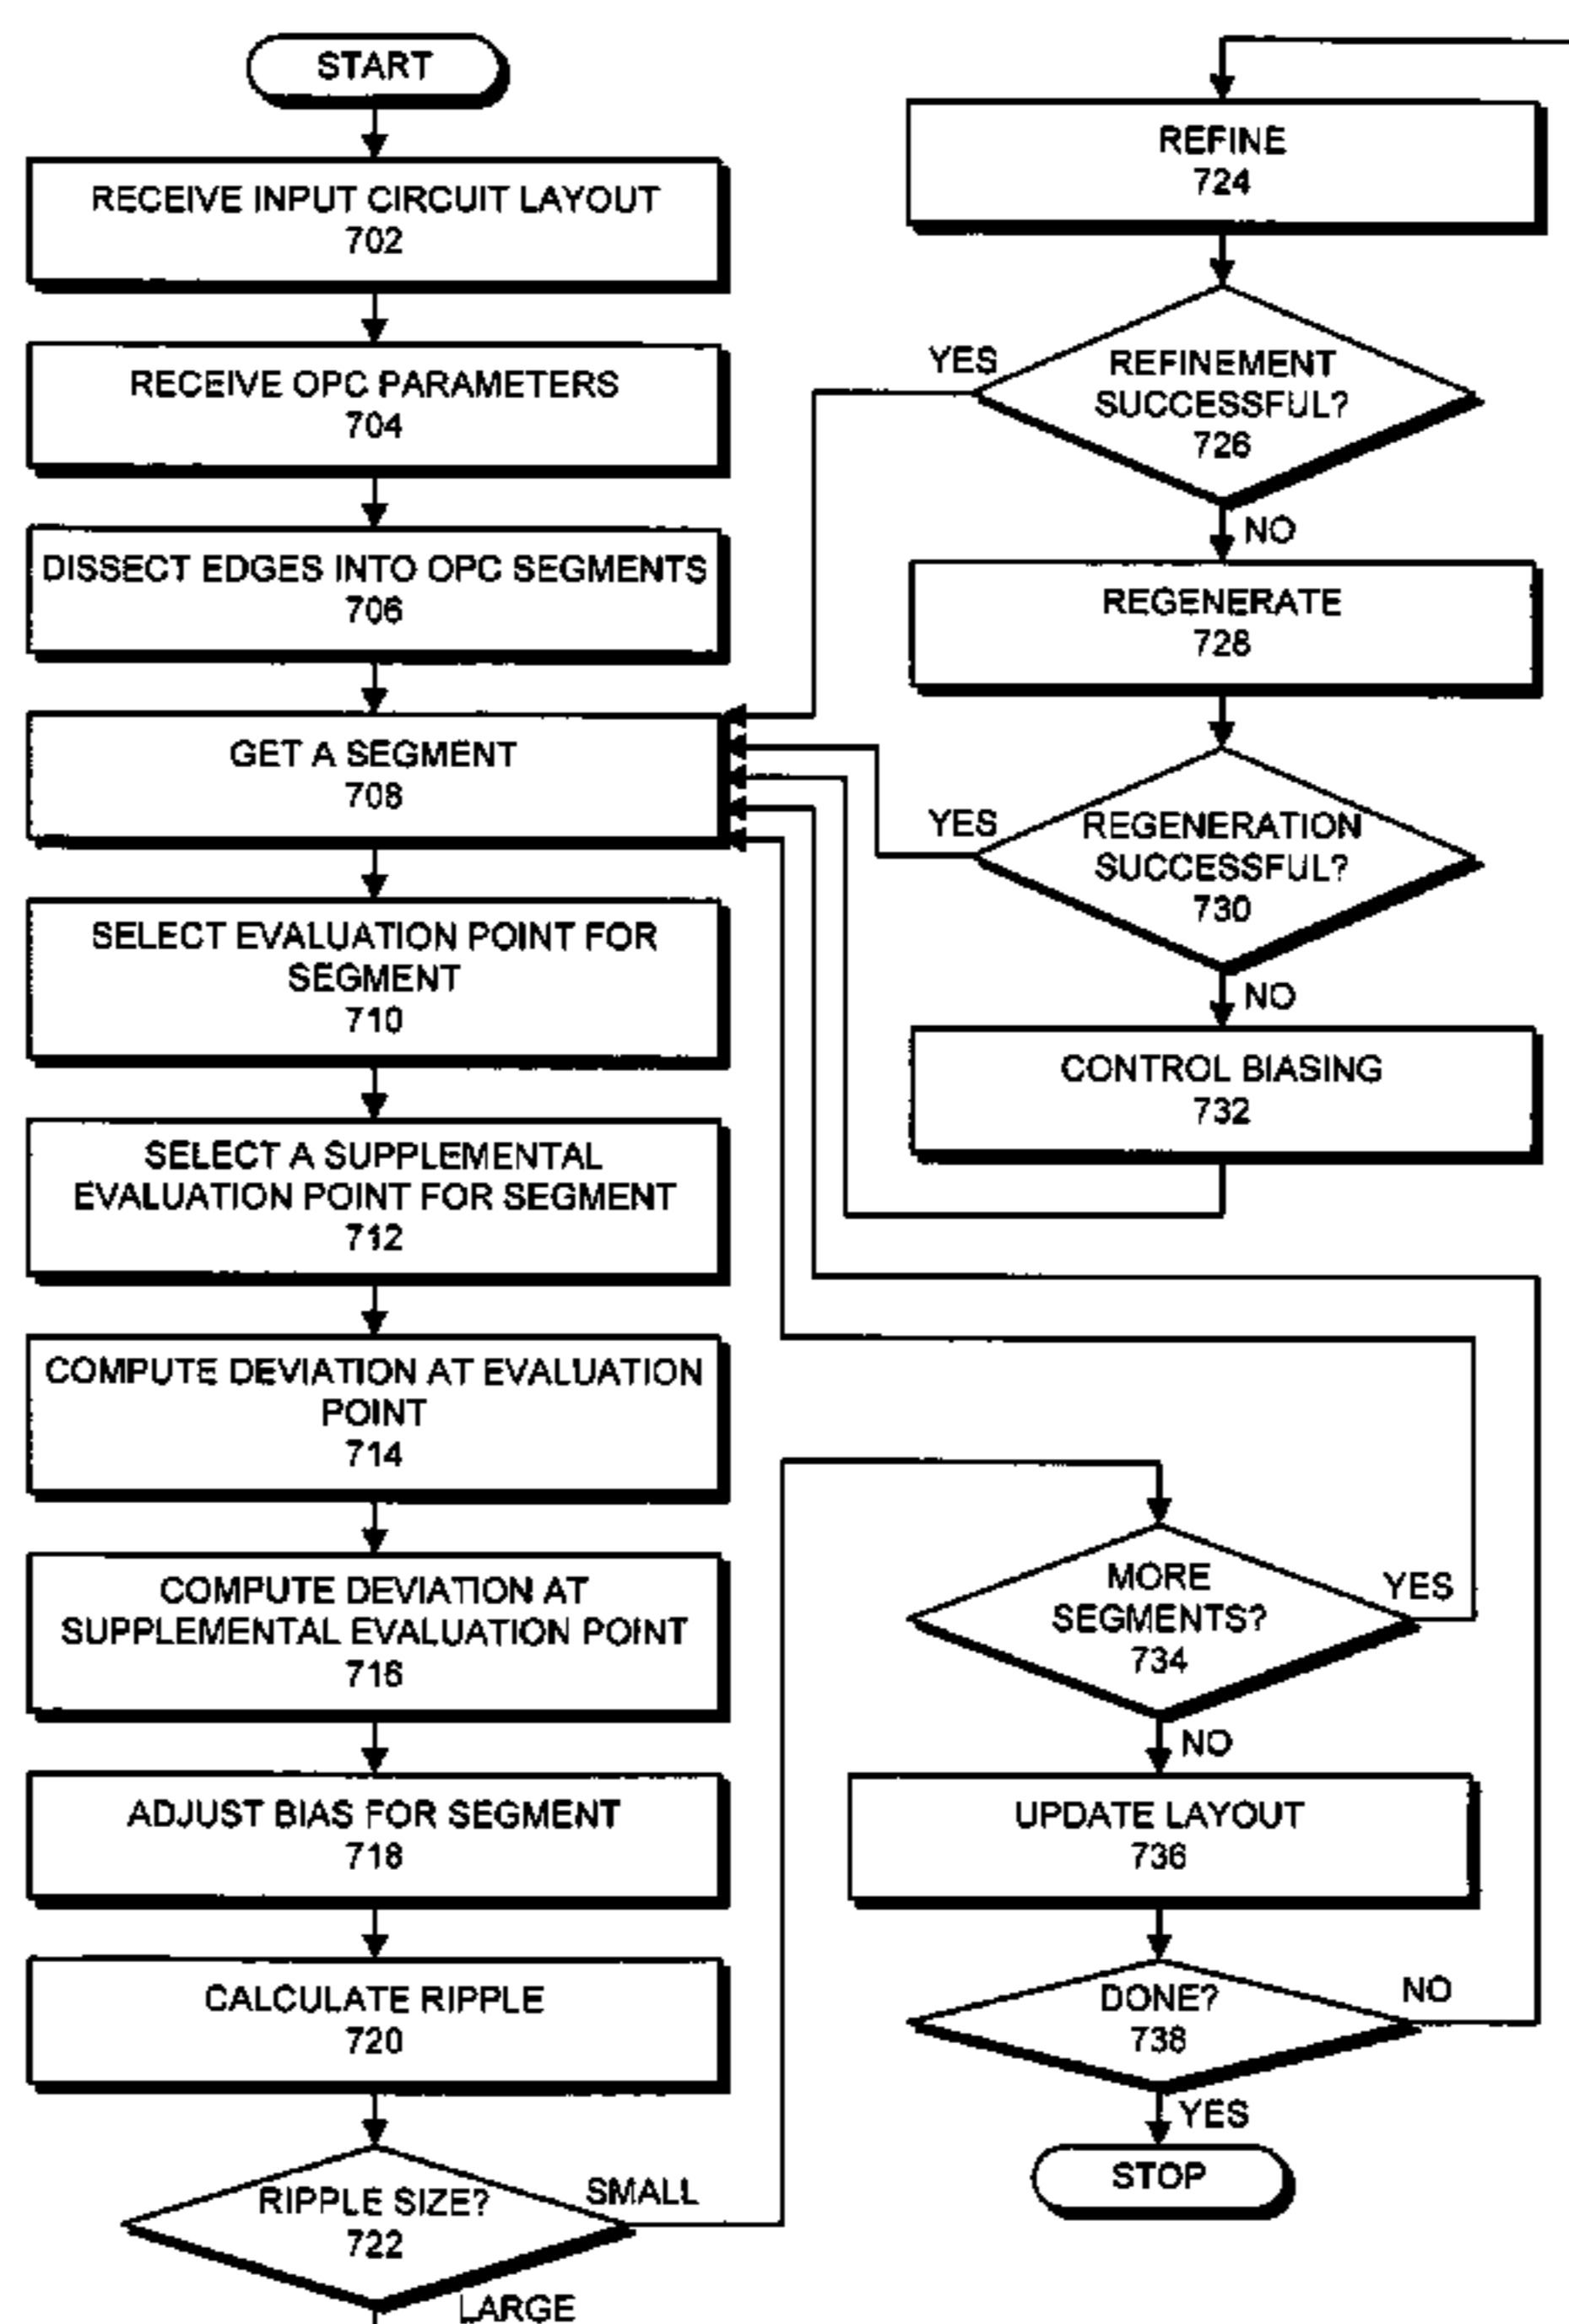 START
RECEIVE INPUT CIRCUIT LAYOUT
702
RECEIVE OPC PARAMETERS
704
DISSECT EDGES INTO OPC SEGMENTS
706
GET A SEGMENT
708
SELECT EVALUATION POINT FOR
SEGMENT
710
SELECT A SUPPLEMENTAL
EVALUATION POINT FOR SEGMENT
712
COMPUTE DEVIATION AT EVALUATION
POINT
714
COMPUTE DEVIATION AT
SUPPLEMENTAL EVALUATION POINT
716
ADJUST BIAS FOR SEGMENT
718
CALCULATE RIPPLE
720
RIPPLE SIZE?
722
SMALL
LARGE
REFINE
724
YES
REFINEMENT
SUCCESSFUL?
726
NO
REGENERATE
728
YES
REGENERATION
SUCCESSFUL?
730
NO
CONTROL BIASING
732
MORE
SEGMENTS?
734
YES
NO
UPDATE LAYOUT
736
DONE?
738
NO
YES
STOP